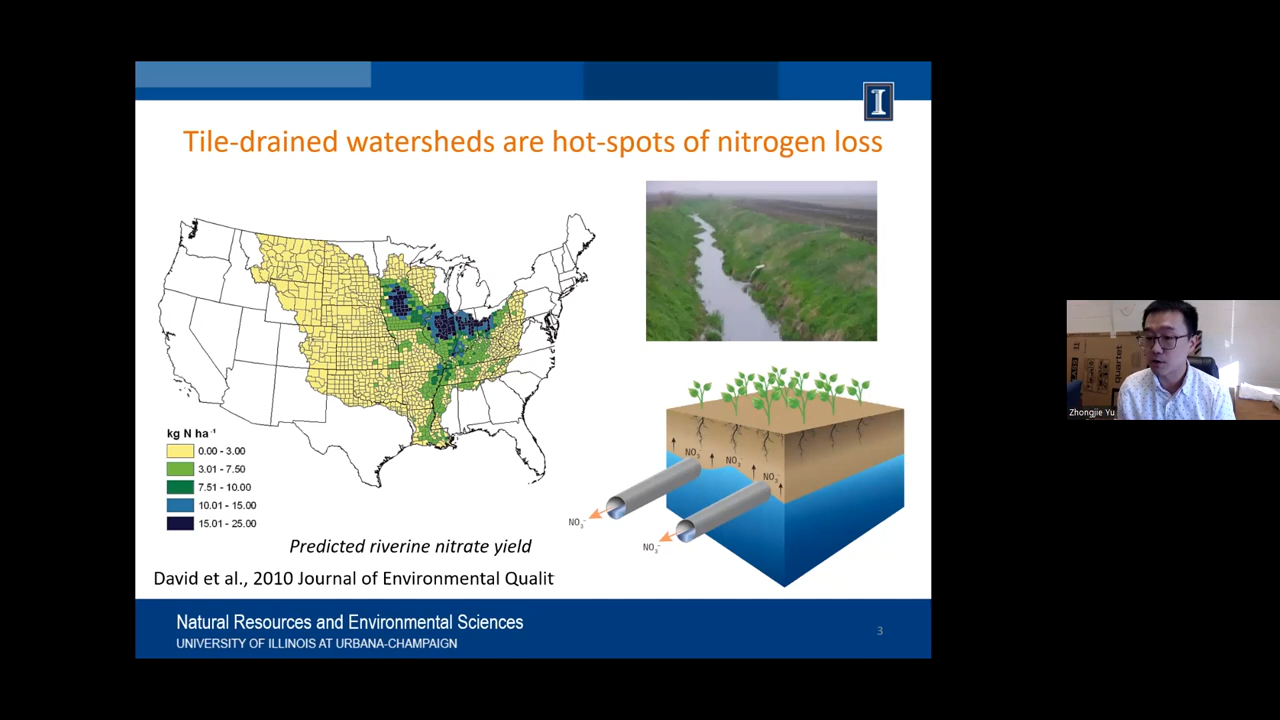 I
Tile-drained watersheds are hot-spots of nitrogen loss
kg N ha⁻¹
0.00 - 3.00
3.01 - 7.50
7.51 - 10.00
10.01 - 15.00
15.01 - 25.00
NO₃⁻
NO₃⁻
NO₃⁻
NO₃⁻
NO₃⁻
Predicted riverine nitrate yield
David et al., 2010 Journal of Environmental Qualit
Natural Resources and Environmental Sciences
UNIVERSITY OF ILLINOIS AT URBANA-CHAMPAIGN
3
quartet
GLASS
Zhongjie Yu